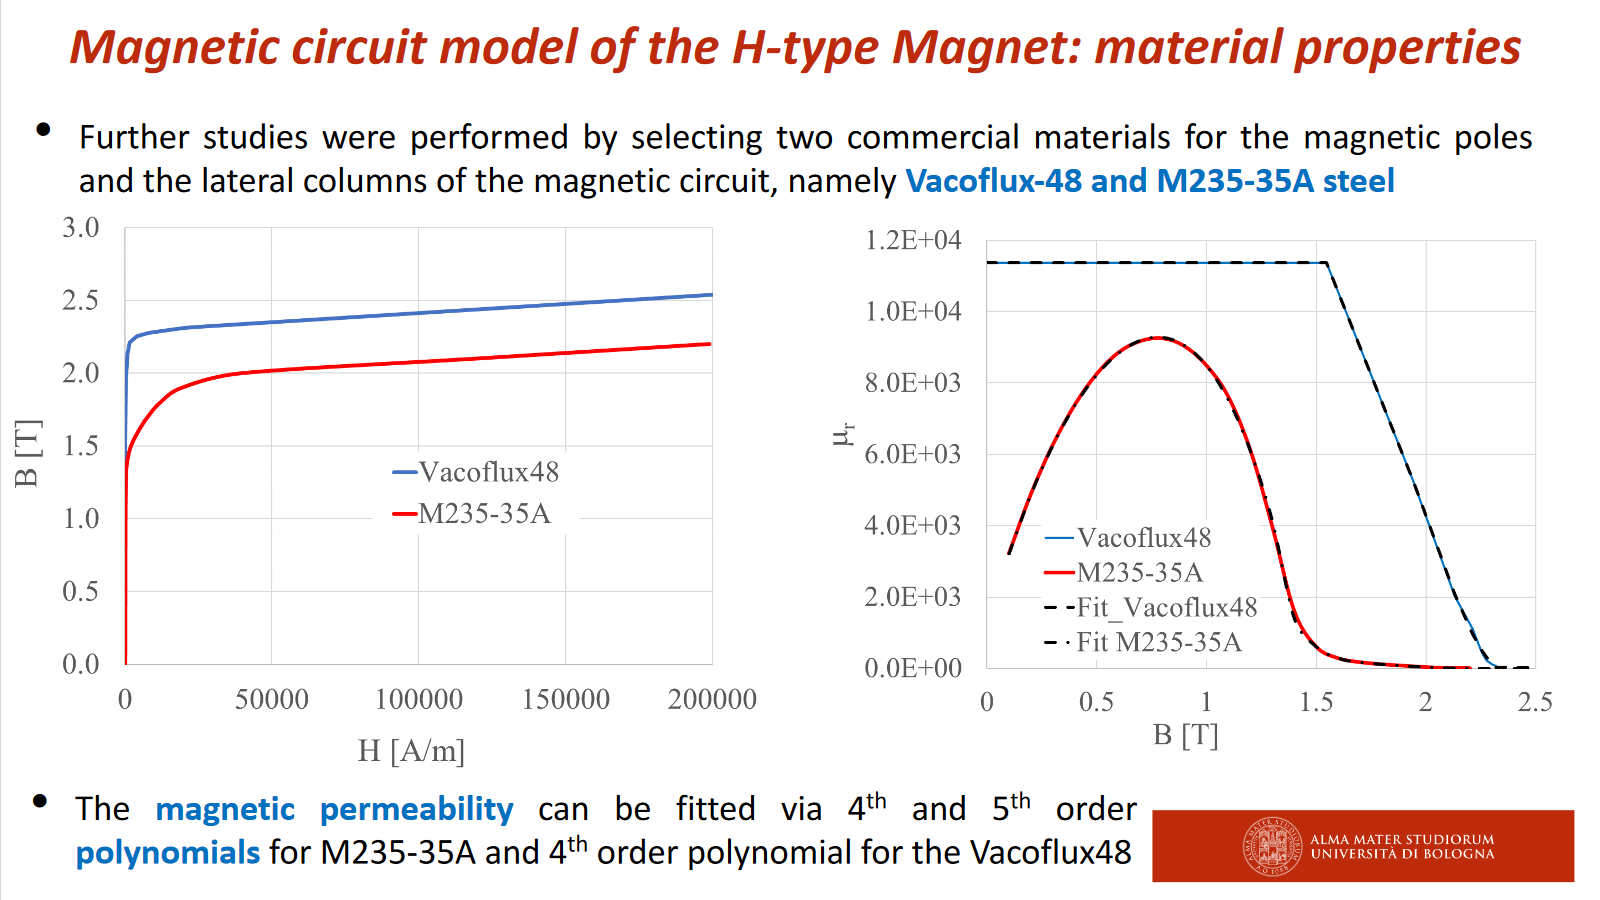 Magnetic circuit model of the H-type Magnet: material properties
• Further studies were performed by selecting two commercial materials for the magnetic poles
and the lateral columns of the magnetic circuit, namely Vacoflux-48 and M235-35A steel
3.0
2.5
2.0
1.5
1.0
0.5
0.0
B [T]
Vacoflux48
M235-35A
0 50000 100000 150000 200000
H [A/m]
1.2E+04
1.0E+04
8.0E+03
6.0E+03
4.0E+03
2.0E+03
0.0E+00
μr
Vacoflux48
M235-35A
Fit_Vacoflux48
Fit M235-35A
0 0.5 1 1.5 2 2.5
B [T]
• The magnetic permeability can be fitted via 4th and 5th order
polynomials for M235-35A and 4th order polynomial for the Vacoflux48
ALMA MATER STUDIORUM
UNIVERSITÀ DI BOLOGNA